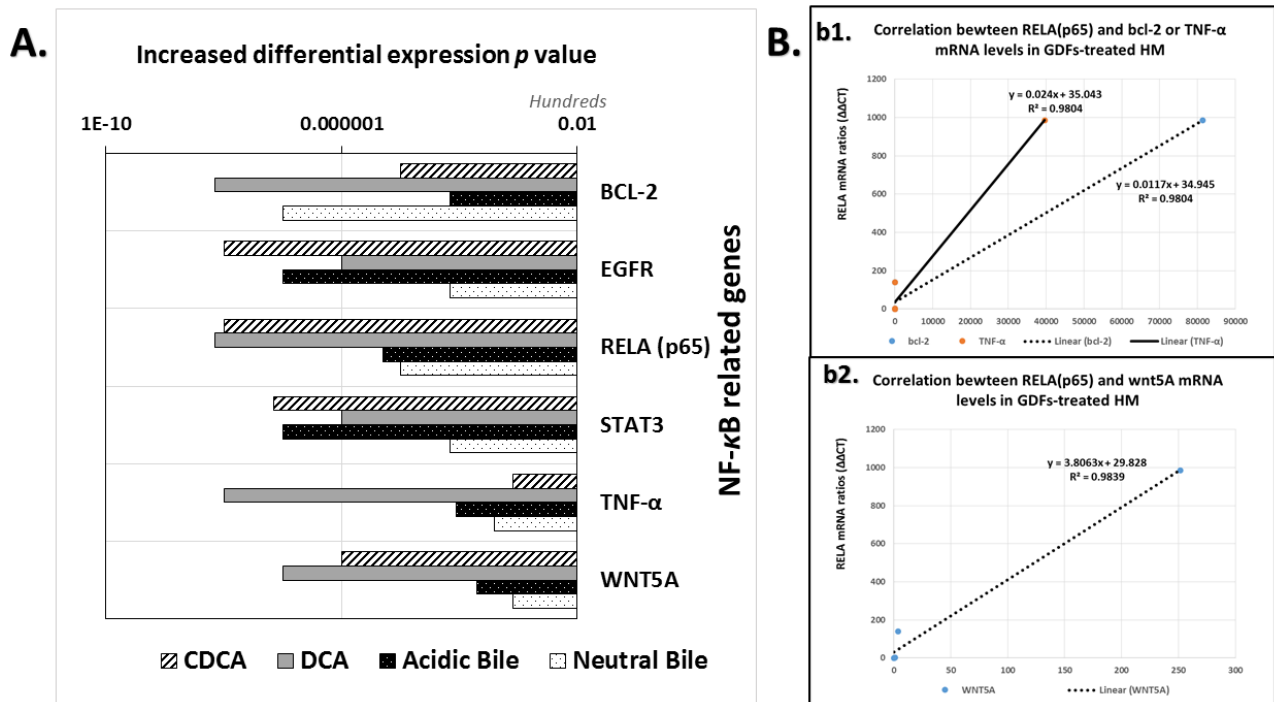 A.
Increased differential expression p value
Hundreds
1E-10 0.000001 0.01
BCL-2
EGFR
RELA (p65)
STAT3
TNF-α
WNT5A
NF-κB related genes
CDCA DCA Acidic Bile Neutral Bile
B.
b1.
Correlation bewteen RELA(p65) and bcl-2 or TNF-α
mRNA levels in GDFs-treated HM
RELA mRNA ratios (ΔΔCT)
1200
1000
800
600
400
200
0
y = 0.024x + 35.043
R² = 0.9804
y = 0.0117x + 34.945
R² = 0.9804
0 10000 20000 30000 40000 50000 60000 70000 80000 90000
bcl-2 TNF-α Linear (bcl-2) Linear (TNF-α)
b2.
Correlation bewteen RELA(p65) and wnt5A mRNA
levels in GDFs-treated HM
RELA mRNA ratios (ΔΔCT)
1200
1000
800
600
400
200
0
y = 3.8063x + 29.828
R² = 0.9839
0 50 100 150 200 250 300
WNT5A Linear (WNT5A)